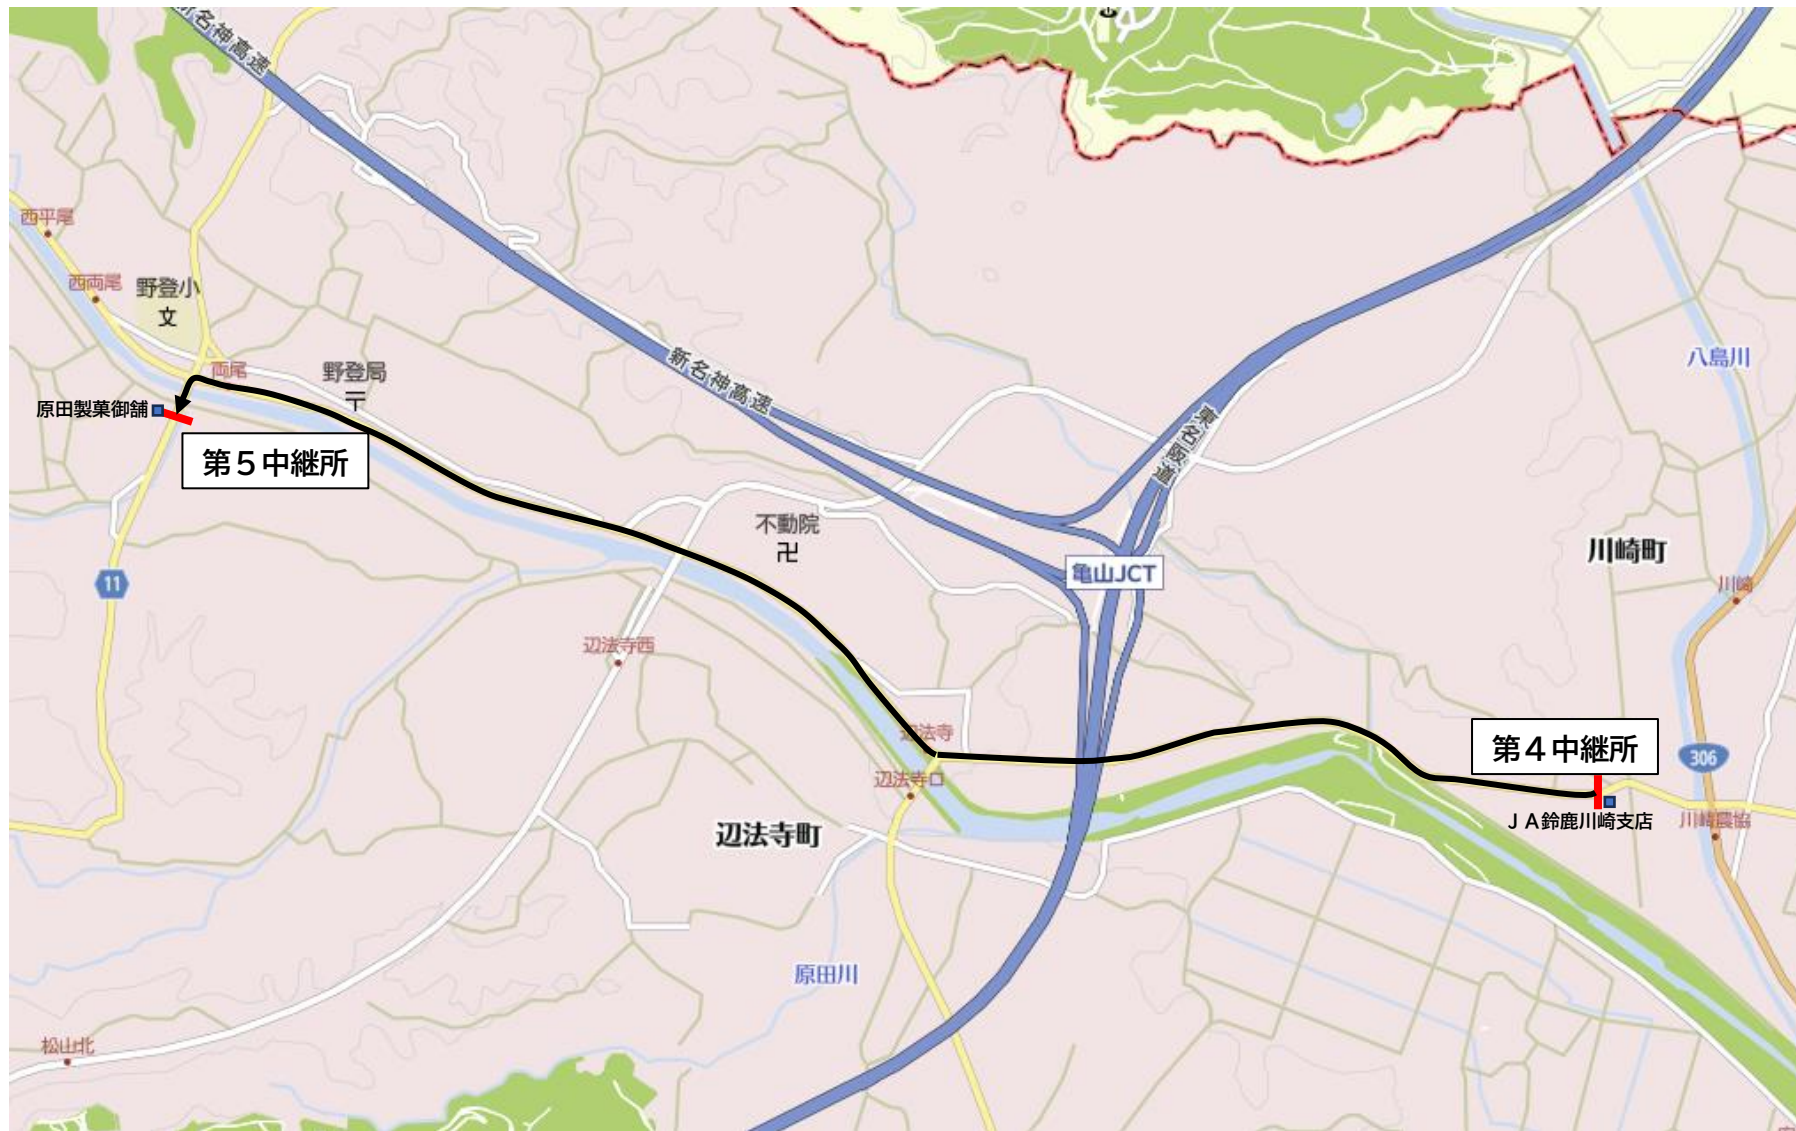 新名神高速
西平尾
西両尾
野登小
文
両尾
野登局
原田製菓御舗
第５中継所
新名神高速
東名阪道
八島川
不動院
川崎町
亀山JCT
11
川崎
辺法寺西
辺法寺
第４中継所
306
辺法寺口
ＪＡ鈴鹿川崎支店
川崎農協
辺法寺町
原田川
松山北